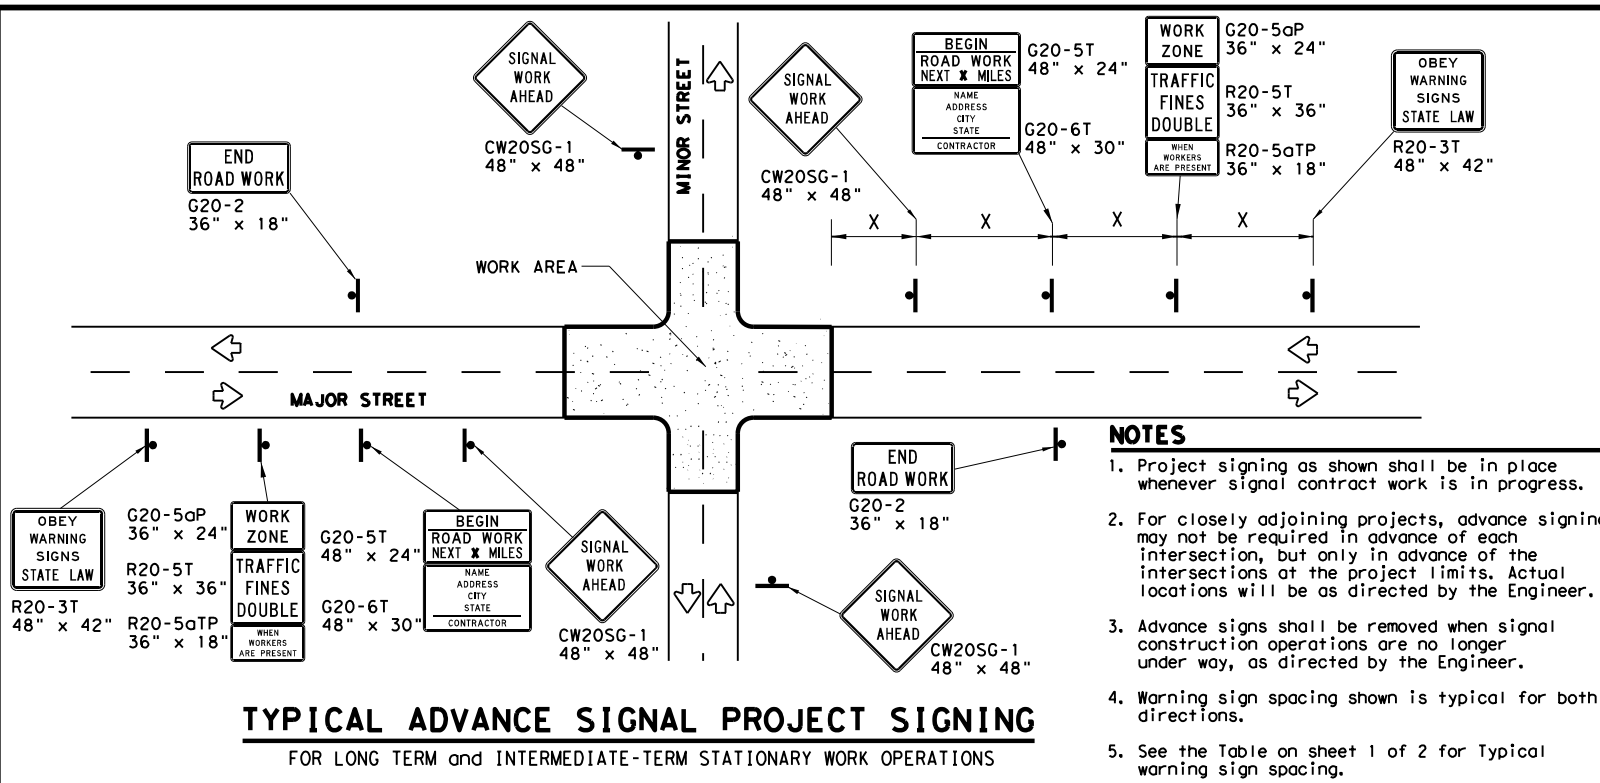 SIGNAL
WORK
AHEAD
CW20SG-1
48" x 48"
MINOR STREET
SIGNAL
WORK
AHEAD
CW20SG-1
48" x 48"
BEGIN
ROAD WORK
NEXT X MILES
NAME
ADDRESS
CITY
STATE
CONTRACTOR
G20-5T
48" x 24"
G20-6T
48" x 30"
WORK
ZONE
TRAFFIC
FINES
DOUBLE
WHEN
WORKERS
ARE PRESENT
G20-5aP
36" x 24"
R20-5T
36" x 36"
R20-5aTP
36" x 18"
OBEY
WARNING
SIGNS
STATE LAW
R20-3T
48" x 42"
END
ROAD WORK
G20-2
36" x 18"
X
X
X
X
WORK AREA
MAJOR STREET
OBEY
WARNING
SIGNS
STATE LAW
R20-3T
48" x 42"
G20-5aP
36" x 24"
R20-5T
36" x 36"
R20-5aTP
36" x 18"
WORK
ZONE
TRAFFIC
FINES
DOUBLE
WHEN
WORKERS
ARE PRESENT
G20-5T
48" x 24"
G20-6T
48" x 30"
BEGIN
ROAD WORK
NEXT X MILES
NAME
ADDRESS
CITY
STATE
CONTRACTOR
SIGNAL
WORK
AHEAD
CW20SG-1
48" x 48"
END
ROAD WORK
G20-2
36" x 18"
SIGNAL
WORK
AHEAD
CW20SG-1
48" x 48"
TYPICAL ADVANCE SIGNAL PROJECT SIGNING
FOR LONG TERM and INTERMEDIATE-TERM STATIONARY WORK OPERATIONS
NOTES
1. Project signing as shown shall be in place
whenever signal contract work is in progress.
2. For closely adjoining projects, advance signing
may not be required in advance of each
intersection, but only in advance of the
intersections at the project limits. Actual
locations will be as directed by the Engineer.
3. Advance signs shall be removed when signal
construction operations are no longer
under way, as directed by the Engineer.
4. Warning sign spacing shown is typical for both
directions.
5. See the Table on sheet 1 of 2 for Typical
warning sign spacing.